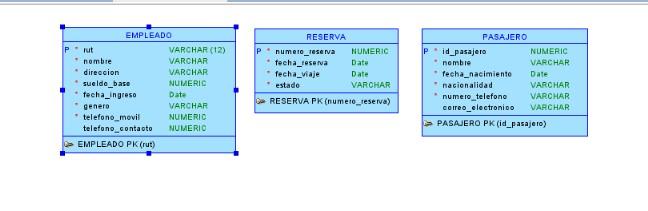 EMPLEADO
P * rut VARCHAR (12)
* nombre VARCHAR
* direccion VARCHAR
* sueldo_base NUMERIC
* fecha_ingreso Date
* genero VARCHAR
* telefono_movil NUMERIC
telefono_contacto NUMERIC
EMPLEADO PK (rut)
RESERVA
P * numero_reserva NUMERIC
* fecha_reserva Date
* fecha_viaje Date
* estado VARCHAR
RESERVA PK (numero_reserva)
PASAJERO
P * id_pasajero NUMERIC
* nombre VARCHAR
* fecha_nacimiento Date
* nacionalidad VARCHAR
* numero_telefono VARCHAR
correo_electronico VARCHAR
PASAJERO PK (id_pasajero)